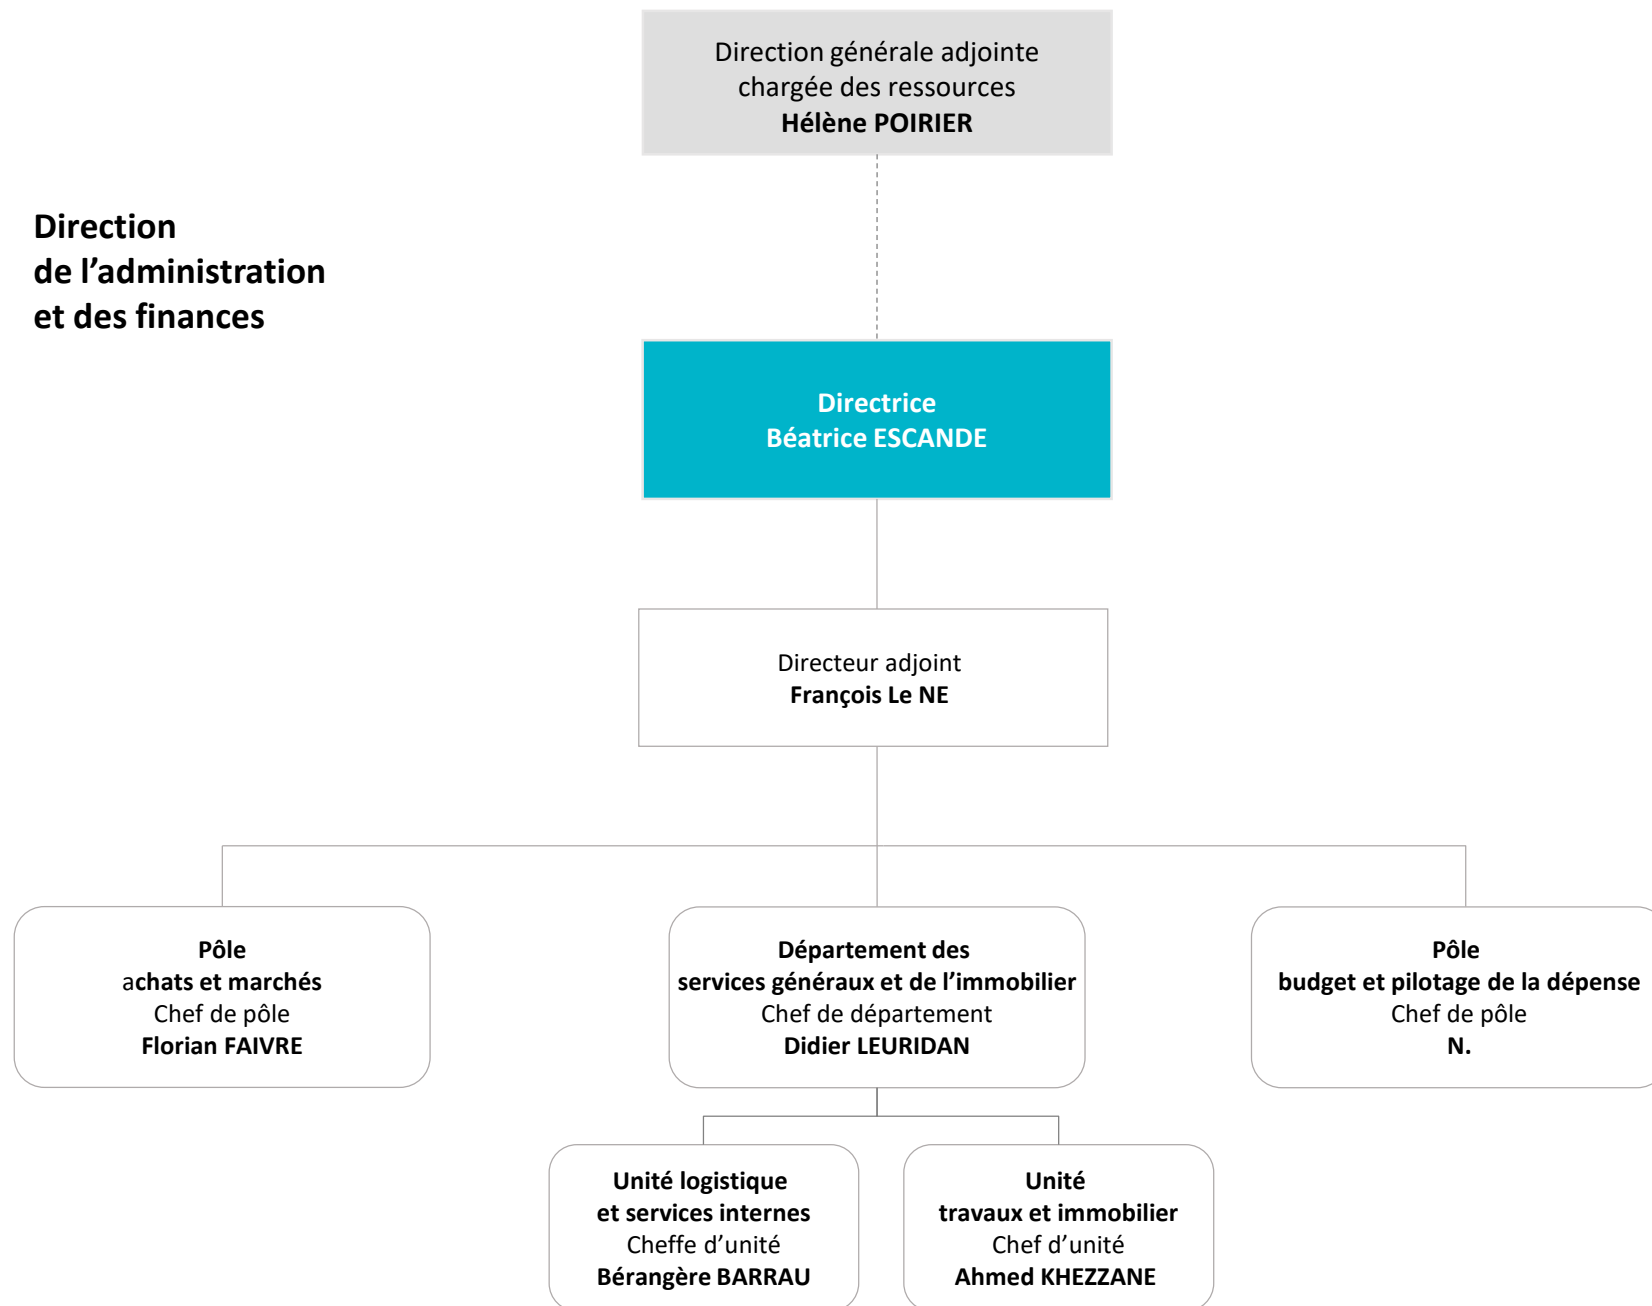 Direction générale adjointe
chargée des ressources
Hélène POIRIER
Direction
de l’administration
et des finances
Directrice
Béatrice ESCANDE
Directeur adjoint
François Le NE
Pôle
achats et marchés
Chef de pôle
Florian FAIVRE
Département des
services généraux et de l’immobilier
Chef de département
Didier LEURIDAN
Pôle
budget et pilotage de la dépense
Chef de pôle
N.
Unité logistique
et services internes
Cheffe d’unité
Bérangère BARRAU
Unité
travaux et immobilier
Chef d’unité
Ahmed KHEZZANE